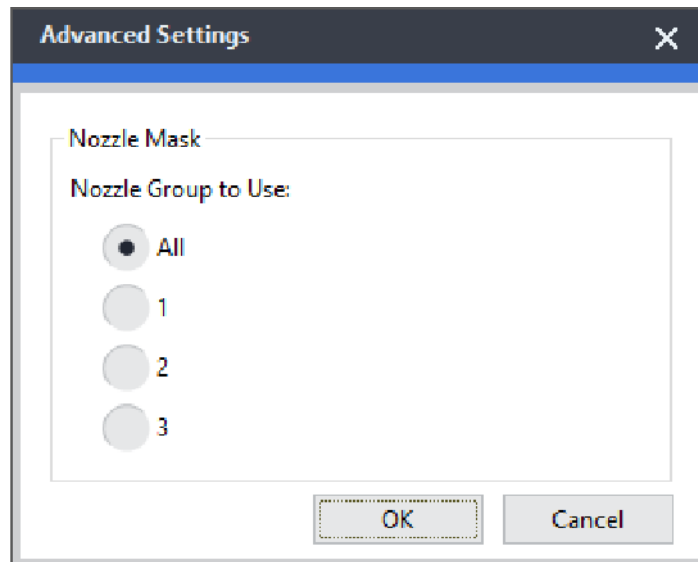 Advanced Settings
Nozzle Mask
Nozzle Group to Use:
All
1
2
3
OK Cancel